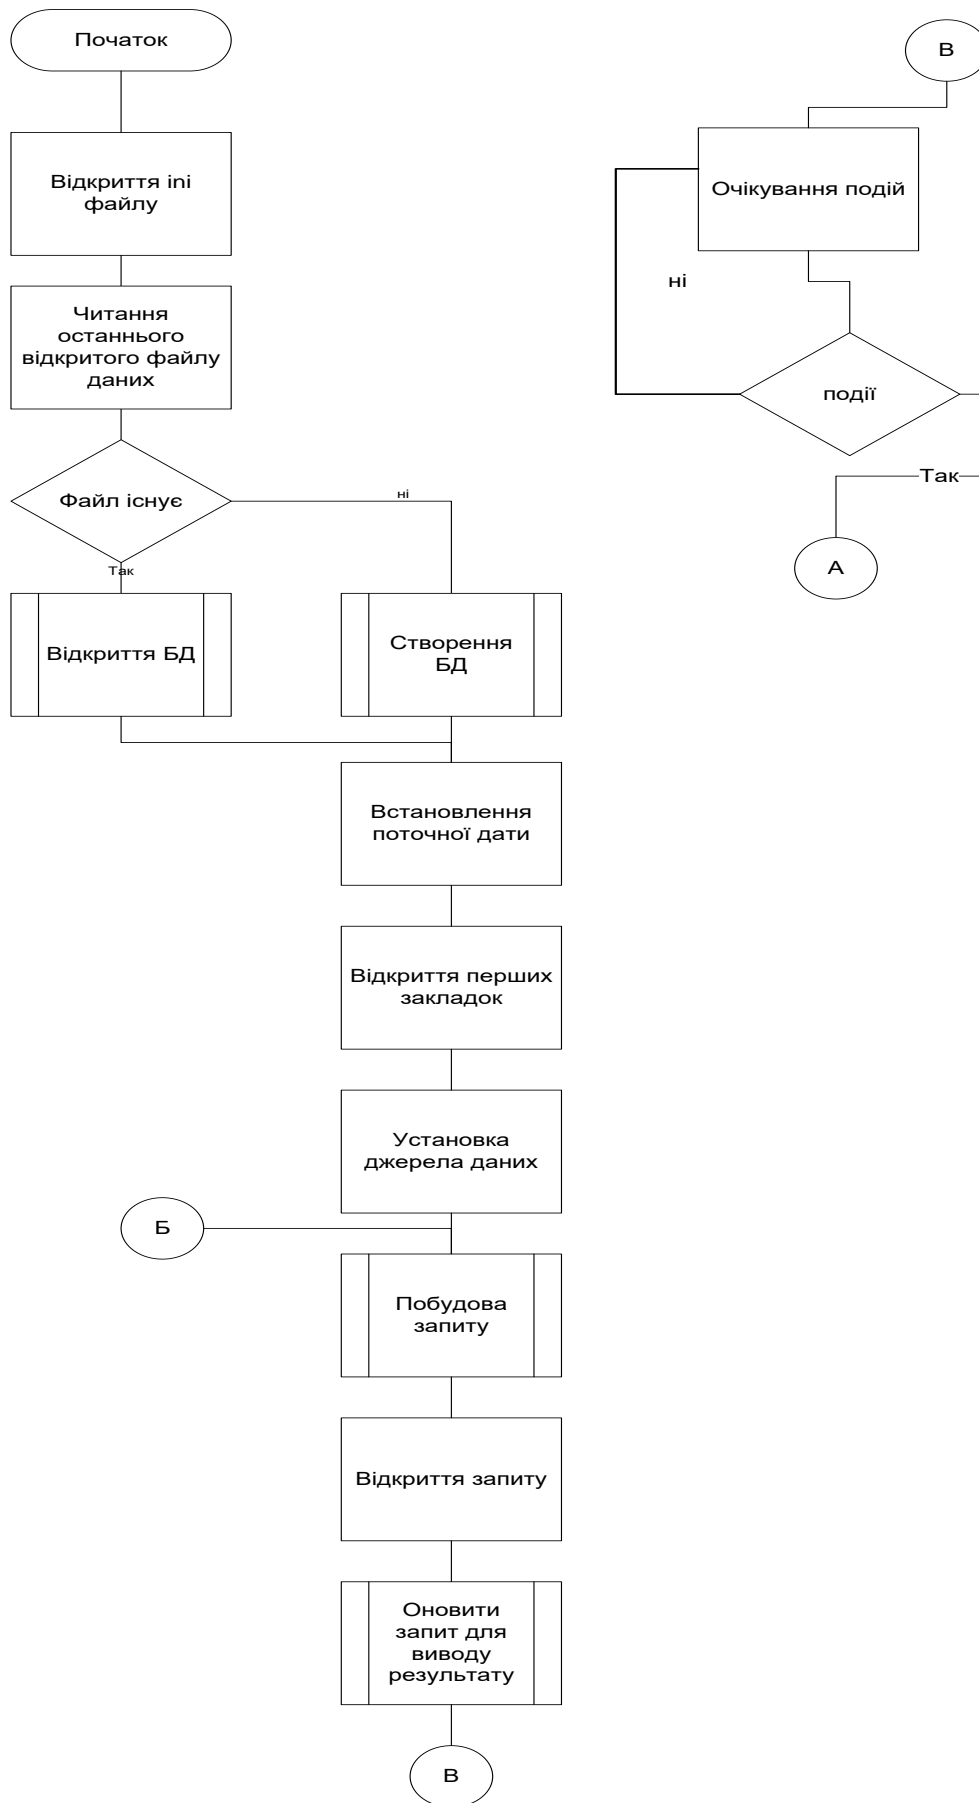 Початок
Відкриття ini
файлу
Читання
останнього
відкритого файлу
даних
Файл існує
ні
Так
Відкриття БД
Створення
БД
Встановлення
поточної дати
Відкриття перших
закладок
Установка
джерела даних
Б
Побудова
запиту
Відкриття запиту
Оновити
запит для
виводу
результату
В
В
Очікування подій
ні
події
Так
А